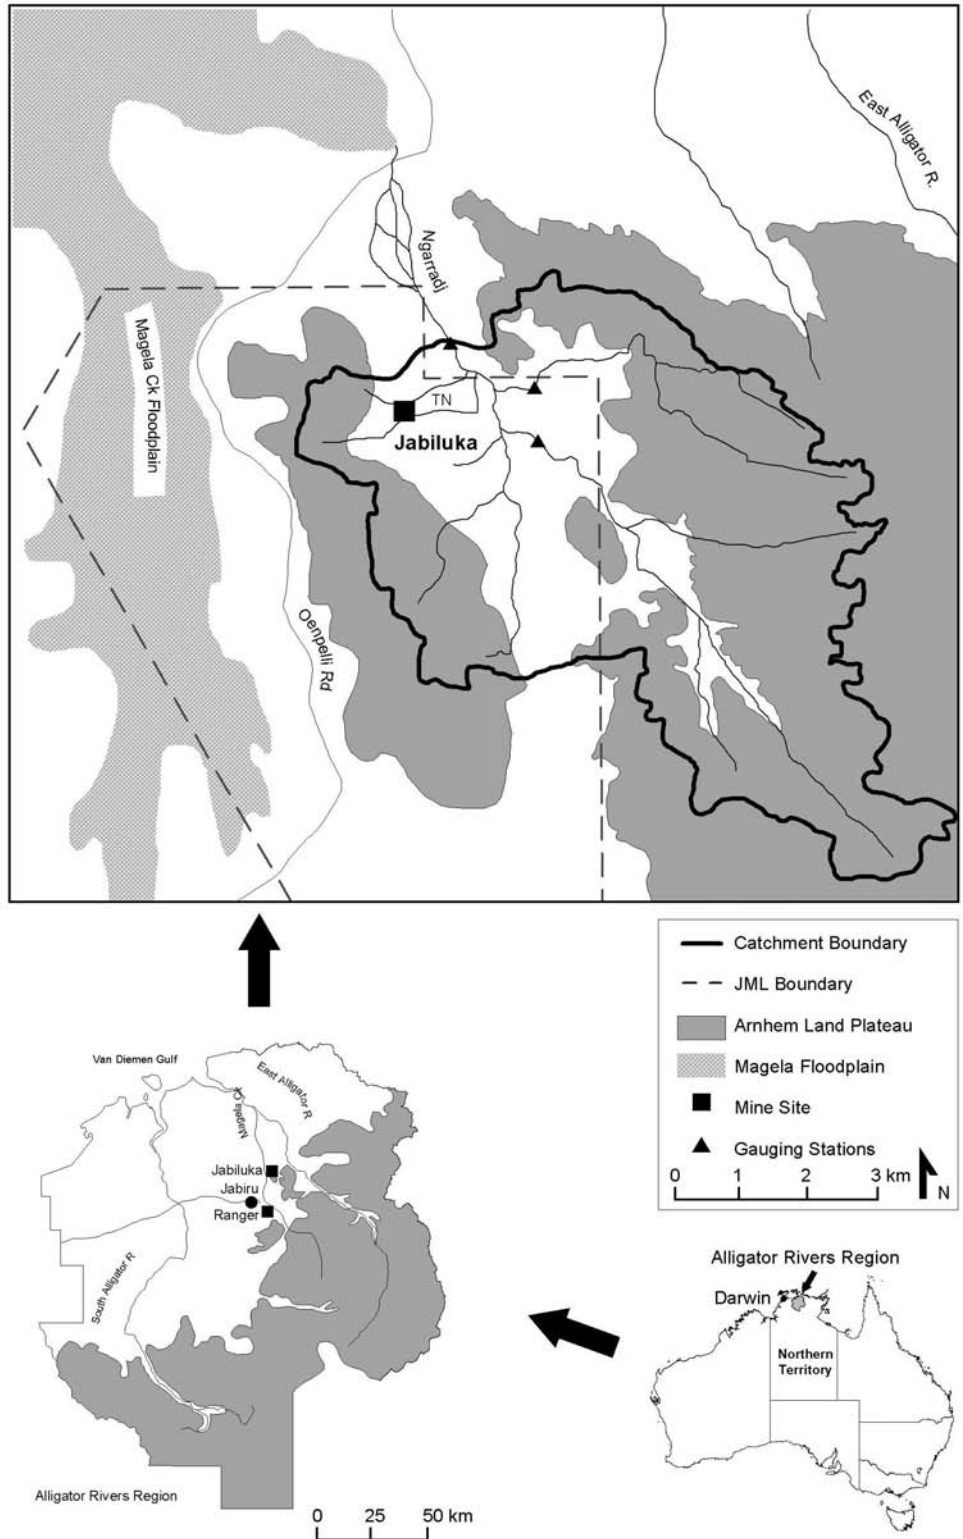 East Alligator R.
Ngarradj
Magela Ck Floodplain
TN
Jabiluka
Oenpelli Rd
Catchment Boundary
JML Boundary
Arnhem Land Plateau
Magela Floodplain
Mine Site
Gauging Stations
0 1 2 3 km
N
Van Diemen Gulf
East Alligator R
Magela Ck
Jabiluka
Jabiru
Ranger
South Alligator R
Alligator Rivers Region
0 25 50 km
Alligator Rivers Region
Darwin
Northern
Territory